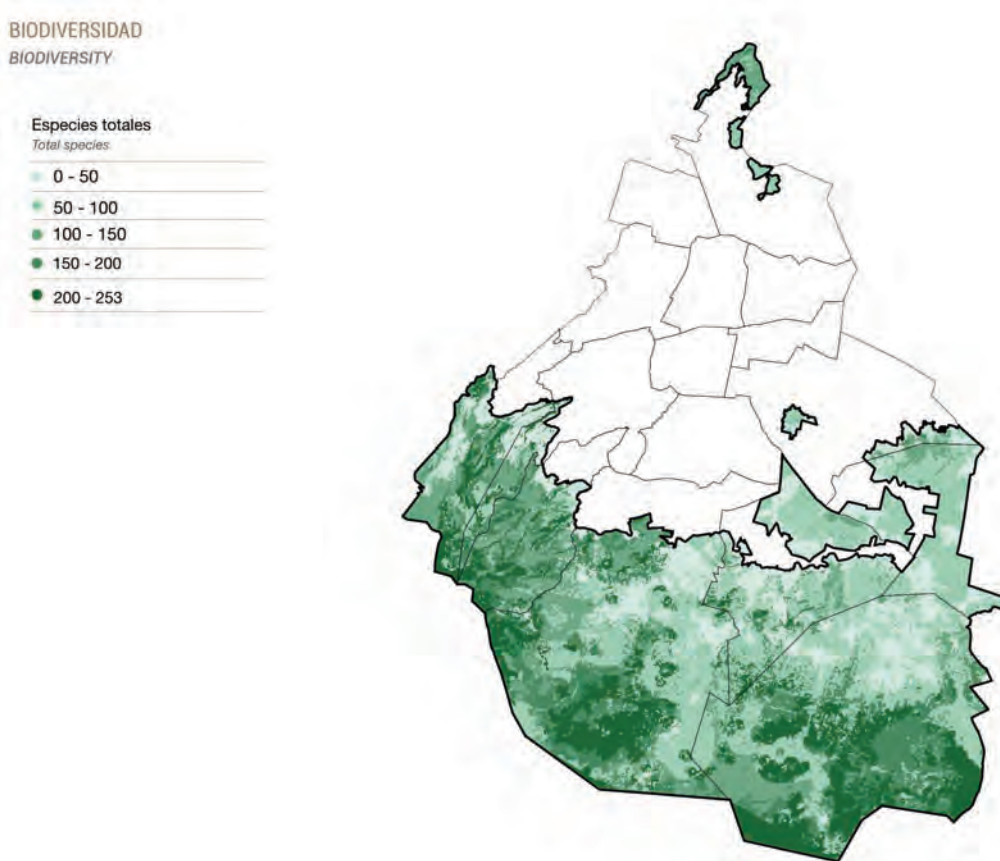 BIODIVERSIDAD
BIODIVERSITY
Especies totales
Total species
0 - 50
50 - 100
100 - 150
150 - 200
200 - 253